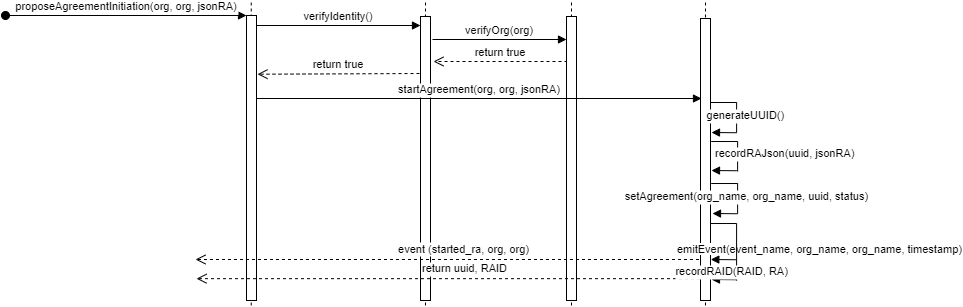 proposeAgreementInitiation(org, org, jsonRA)
verifyIdentity()
verifyOrg(org)
return true
return true
startAgreement(org, org, jsonRA)
generateUUID()
recordRAJson(uuid, jsonRA)
setAgreement(org_name, org_name, uuid, status)
event (started_ra, org, org)
emitEvent(event_name, org_name, org_name, timestamp)
return uuid, RAID
recordRAID(RAID, RA)